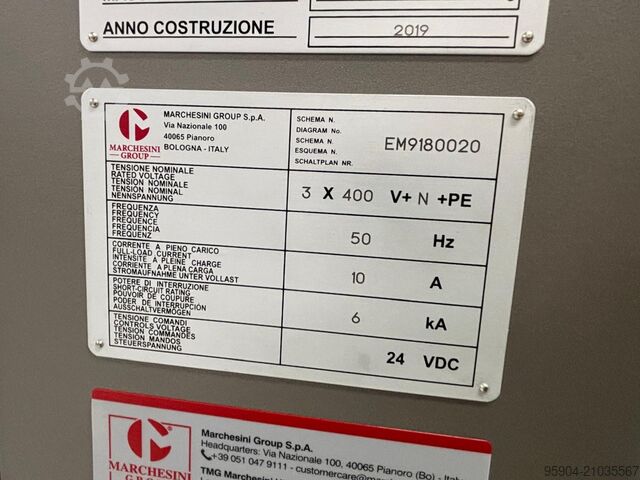 ANNO COSTRUZIONE 2019
MARCHESINI GROUP
MARCHESINI GROUP S.p.A.
Via Nazionale 100
40065 Pianoro
BOLOGNA - ITALY
SCHEMA N.
DIAGRAM No.
SCHEMA N.
ESQUEMA N.
SCHALTPLAN NR.
EM9180020
TENSIONE NOMINALE
RATED VOLTAGE
TENSION NOMINALE
TENSION NOMINAL
NENNSPANNUNG
3 X 400 V+ N +PE
FREQUENZA
FREQUENCY
FREQUENCE
FRECUENCIA
FREQUENZ
50 Hz
CORRENTE A PIENO CARICO
FULL-LOAD CURRENT
INTENSITE A PLEINE CHARGE
CORRIENTE A PLENA CARGA
STROMAUFNAHME UNTER VOLLAST
10 A
POTERE DI INTERRUZIONE
SHORT-CIRCUIT RATING
POUVOIR DE COUPURE
PODER DE INTERRUPCIÓN
AUSSCHALTVERMÖGEN
6 kA
TENSIONE COMANDI
CONTROLS VOLTAGE
TENSION COMMANDES
TENSION MANDOS
STEUERSPANNUNG
24 VDC
MARCHESINI
Marchesini Group S.p.A.
Headquarters: Via Nazionale 100, 40065 Pianoro (Bo) - Italy
+39 051 047 9111 -
TMG Marchesini
95904-21035567